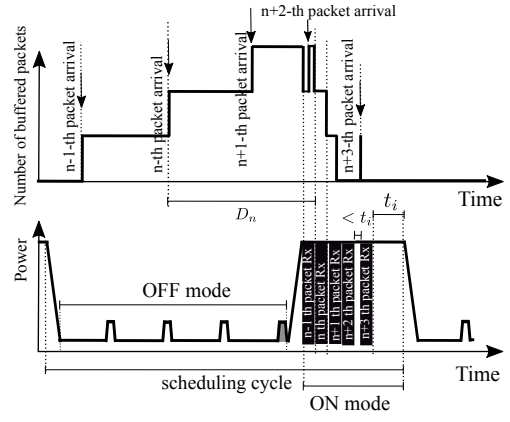 n+2-th packet arrival
Number of buffered packets
n-1-th packet arrival
n-th packet arrival
n+1-th packet arrival
n+3-th packet arrival
Time
D_n
< t_i
t_i
Power
OFF mode
n-1 th packet Rx
nth packet Rx
n+1 th packet Rx
n+2 th packet Rx
n+3 th packet Rx
scheduling cycle
Time
ON mode